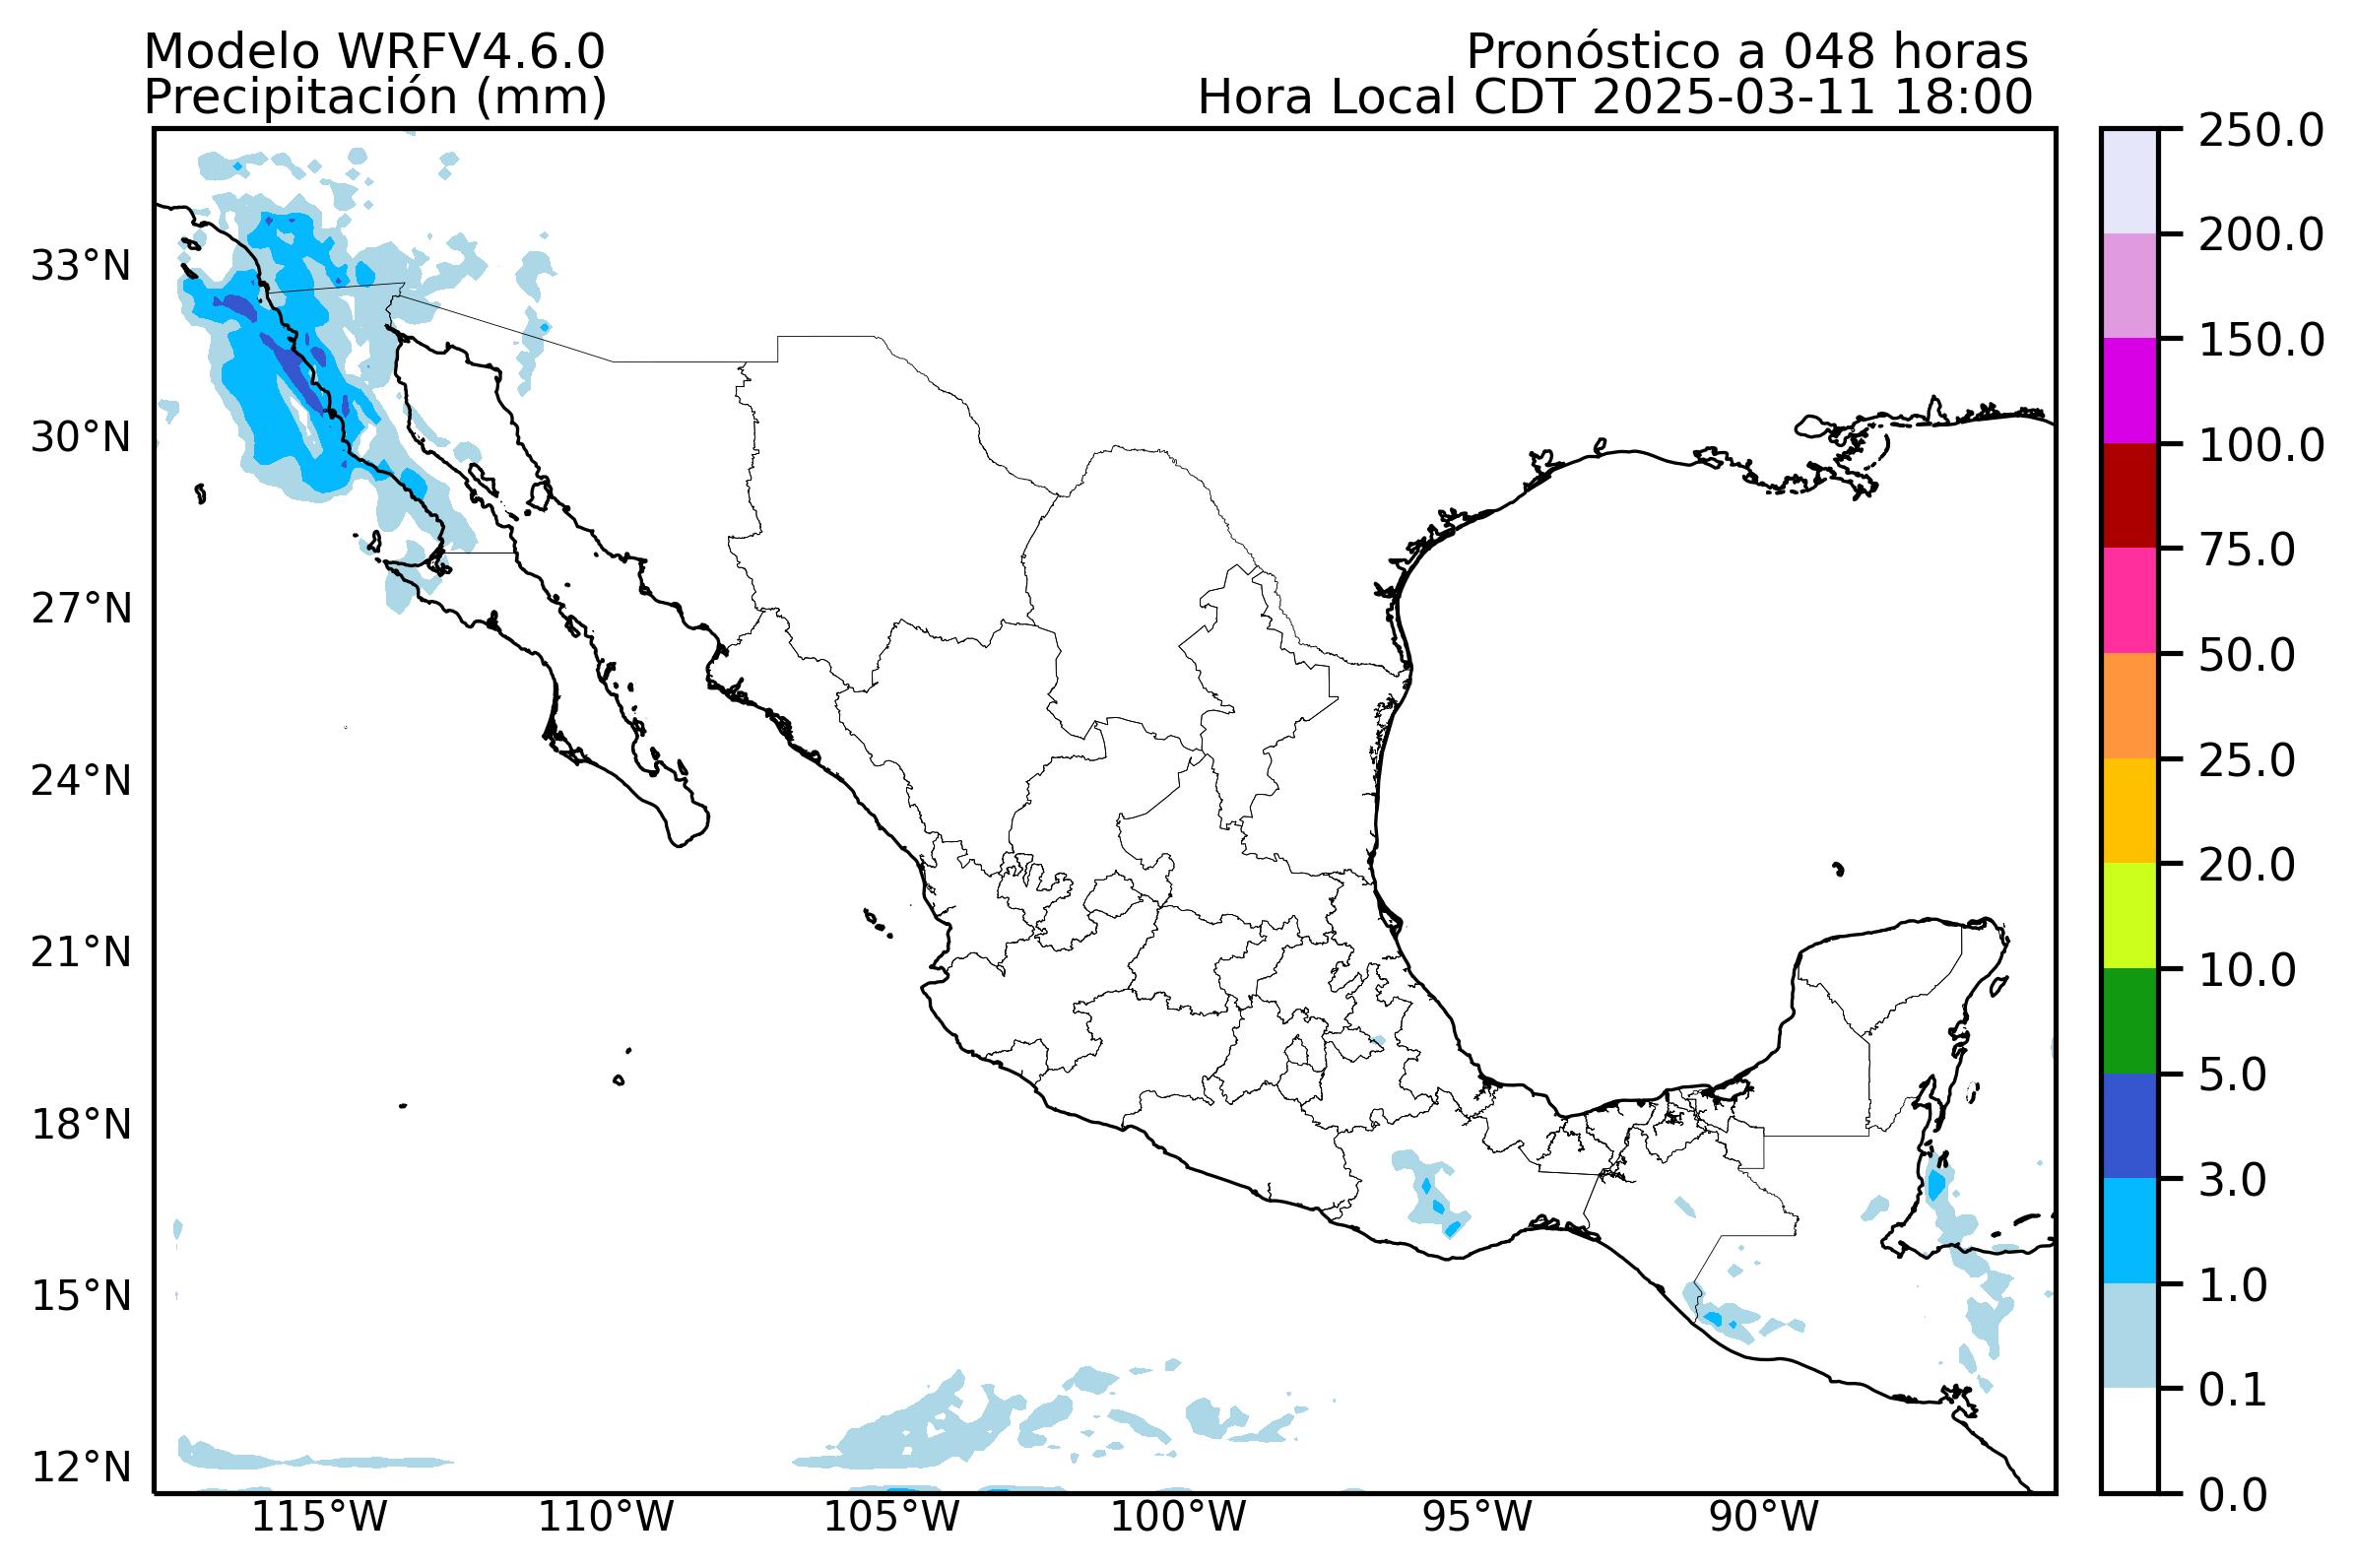 Modelo WRFV4.6.0
Precipitación (mm)
Pronóstico a 048 horas
Hora Local CDT 2025-03-11 18:00
33°N
30°N
27°N
24°N
21°N
18°N
15°N
12°N
115°W
110°W
105°W
100°W
95°W
90°W
250.0
200.0
150.0
100.0
75.0
50.0
25.0
20.0
10.0
5.0
3.0
1.0
0.1
0.0